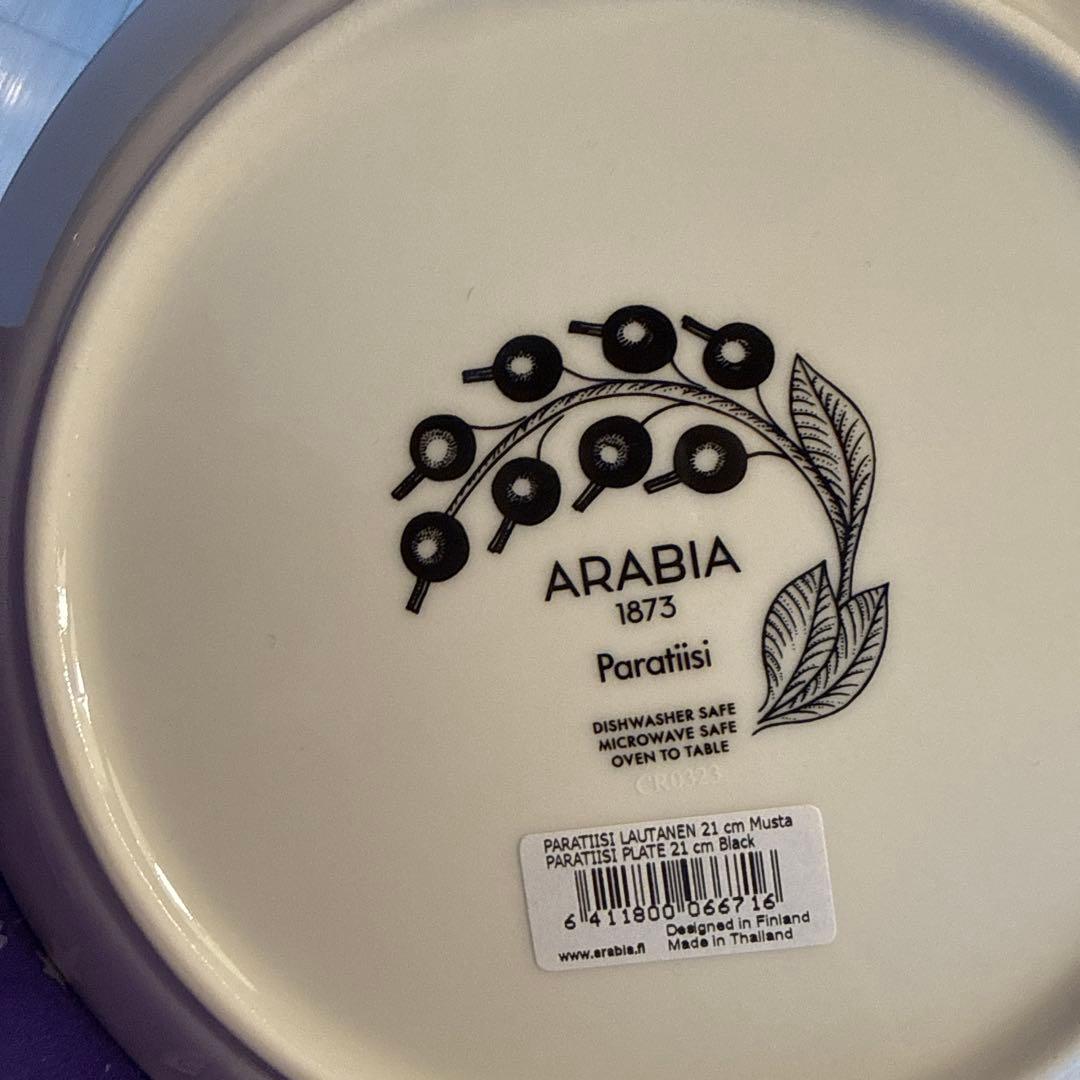 ARABIA
1873
Paratiisi
DISHWASHER SAFE
MICROWAVE SAFE
OVEN TO TABLE
CR0323
PARATIISI LAUTANEN 21 cm Musta
PARATIISI PLATE 21 cm Black
6 411800 066716
Designed in Finland
www.arabia.fi Made in Thailand